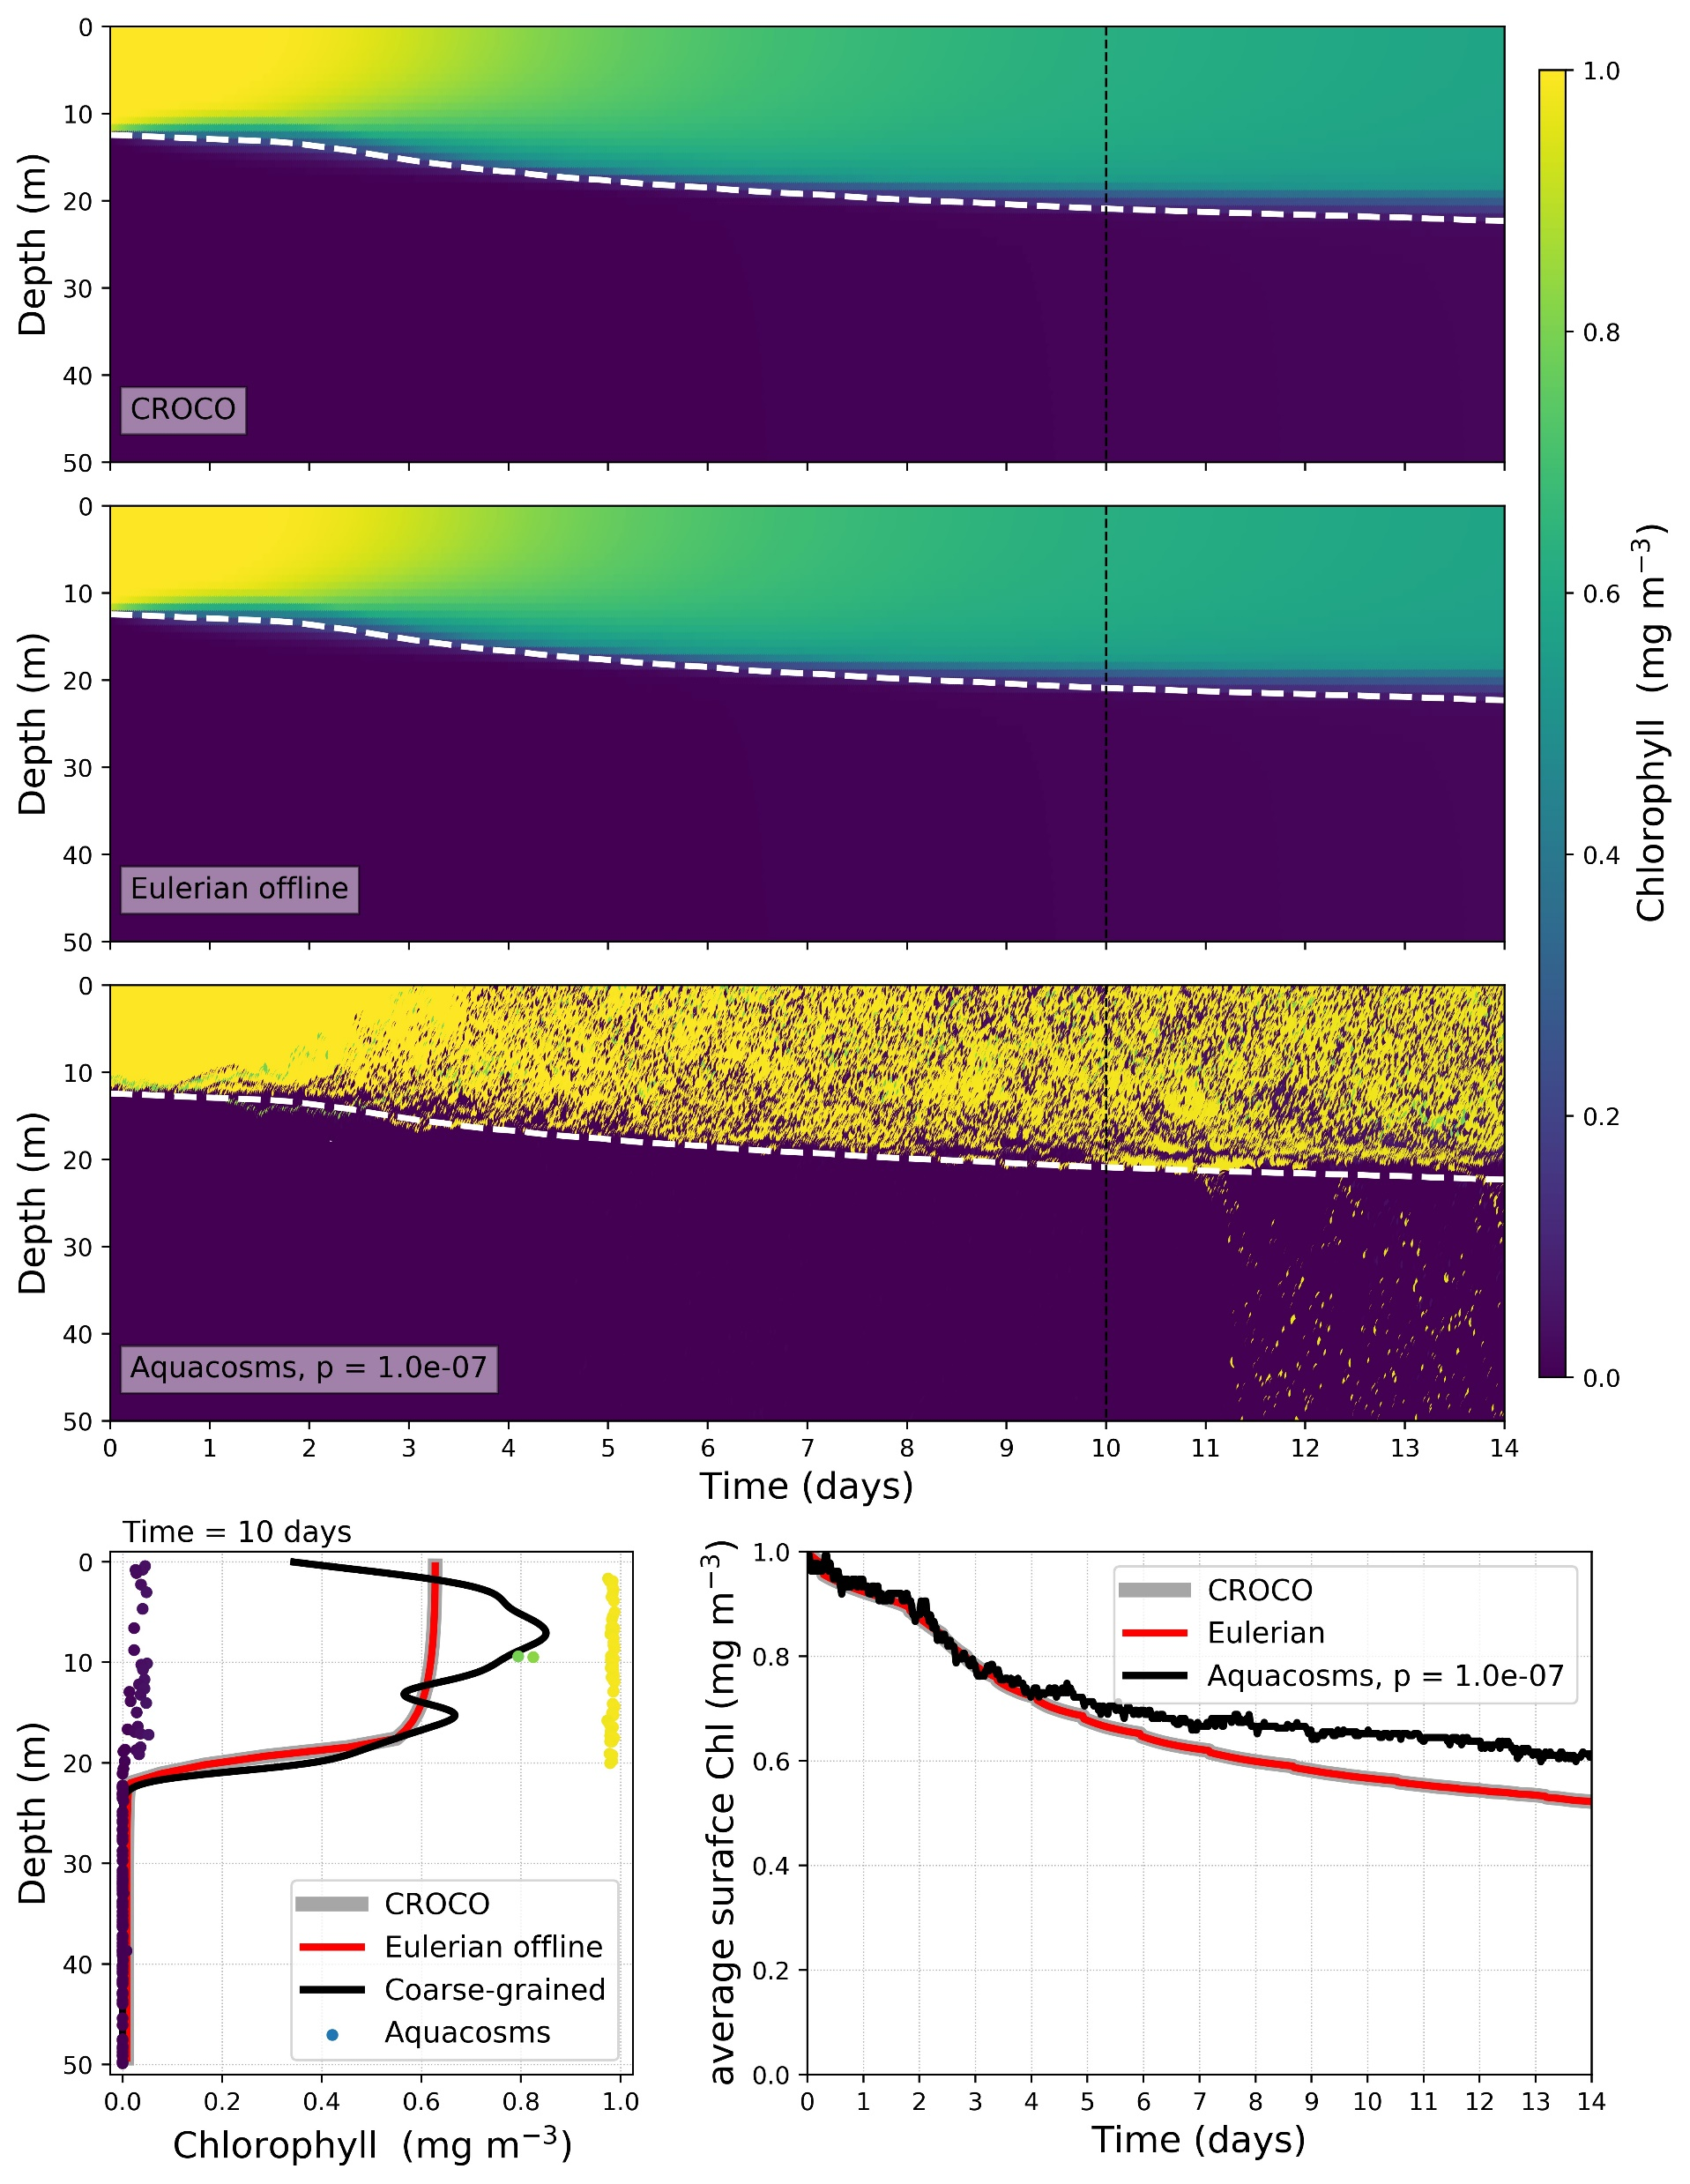 0
10
20
30
40
50
Depth (m)
CROCO
0
10
20
30
40
50
Depth (m)
Eulerian offline
0
10
20
30
40
50
Depth (m)
Aquacosms, p = 1.0e-07
0 1 2 3 4 5 6 7 8 9 10 11 12 13 14
Time (days)
1.0
0.8
0.6
0.4
0.2
0.0
Chlorophyll (mg m⁻³)
Time = 10 days
0
10
20
30
40
50
Depth (m)
CROCO
Eulerian offline
Coarse-grained
Aquacosms
0.0 0.2 0.4 0.6 0.8 1.0
Chlorophyll (mg m⁻³)
1.0
0.8
0.6
0.4
0.2
0.0
average surafce Chl (mg m⁻³)
CROCO
Eulerian
Aquacosms, p = 1.0e-07
0 1 2 3 4 5 6 7 8 9 10 11 12 13 14
Time (days)